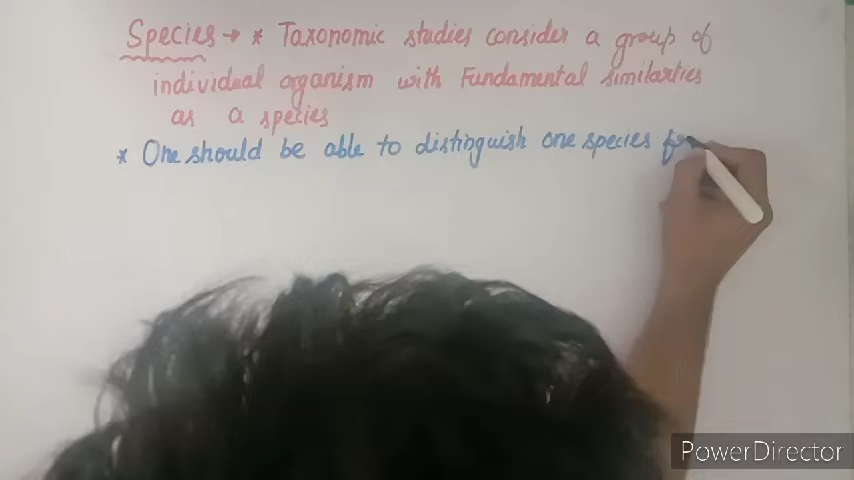 Species → * Taxonomic studies consider a group of
individual organism with Fundamental similarties
as a species
* One should be able to distinguish one species
PowerDirector